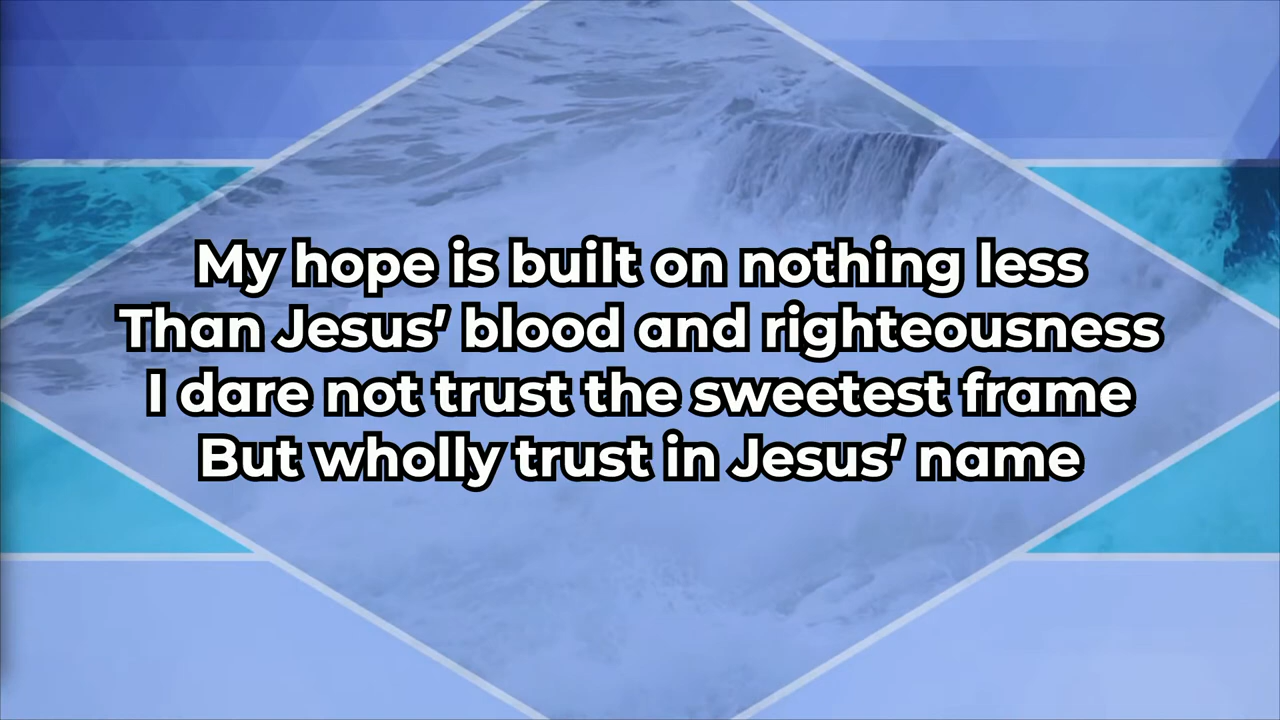 My hope is built on nothing less
Than Jesus’ blood and righteousness
I dare not trust the sweetest frame
But wholly trust in Jesus’ name